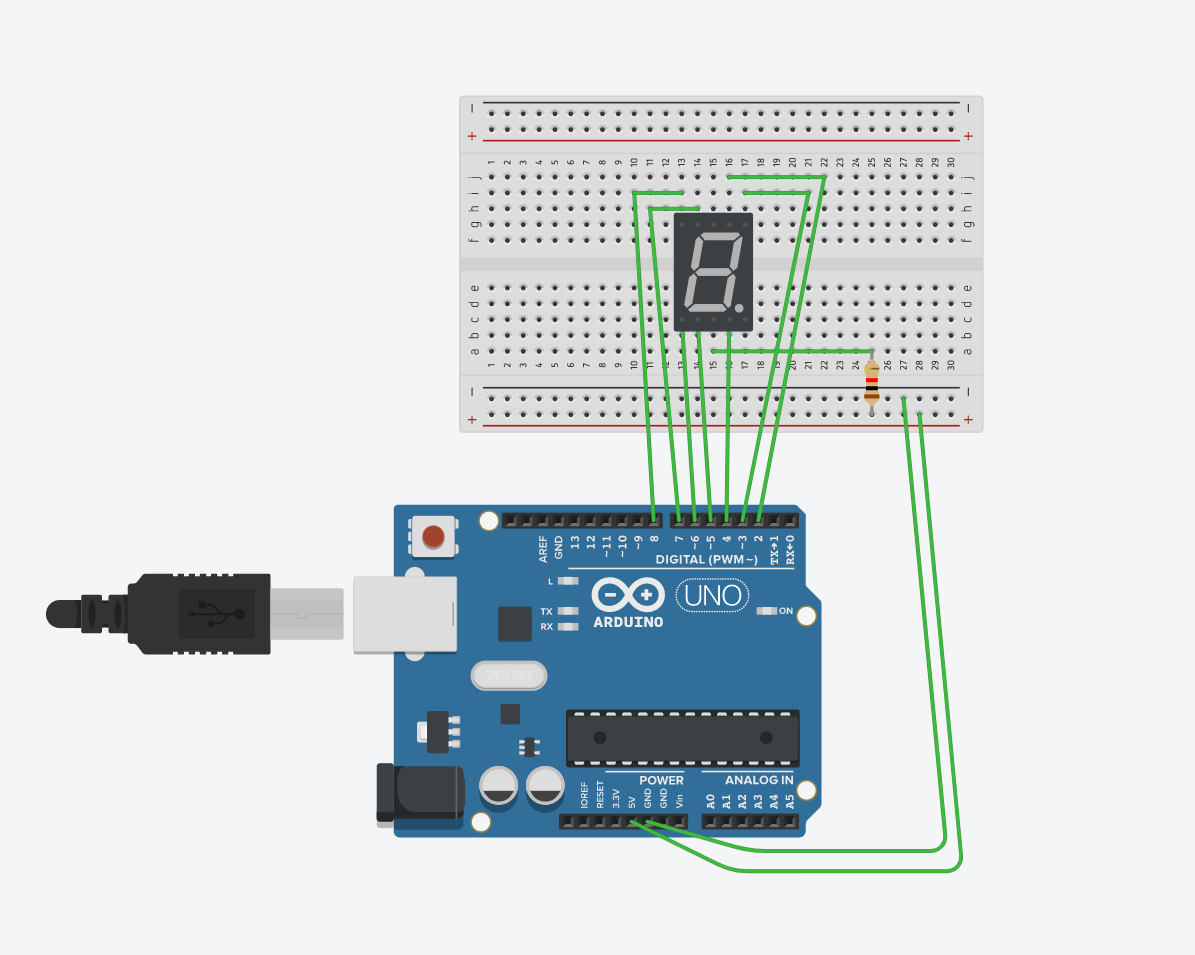 − −
+ +
1 2 3 4 5 6 7 8 9 10 11 12 13 14 15 16 17 18 19 20 21 22 23 24 25 26 27 28 29 30
j j
i i
h h
g g
f f
e e
d d
c c
b b
a a
1 2 3 4 5 6 7 8 9 10 11 12 13 14 15 16 17 18 19 20 21 22 23 24 25 26 27 28 29 30
− −
+ +
AREF GND 13 12 ~11 ~10 ~9 8 7 ~6 ~5 4 ~3 2 TX→1 RX←0
DIGITAL (PWM~)
L
TX
RX
UNO
ON
ARDUINO
POWER ANALOG IN
IOREF RESET 3.3V 5V GND GND Vin A0 A1 A2 A3 A4 A5